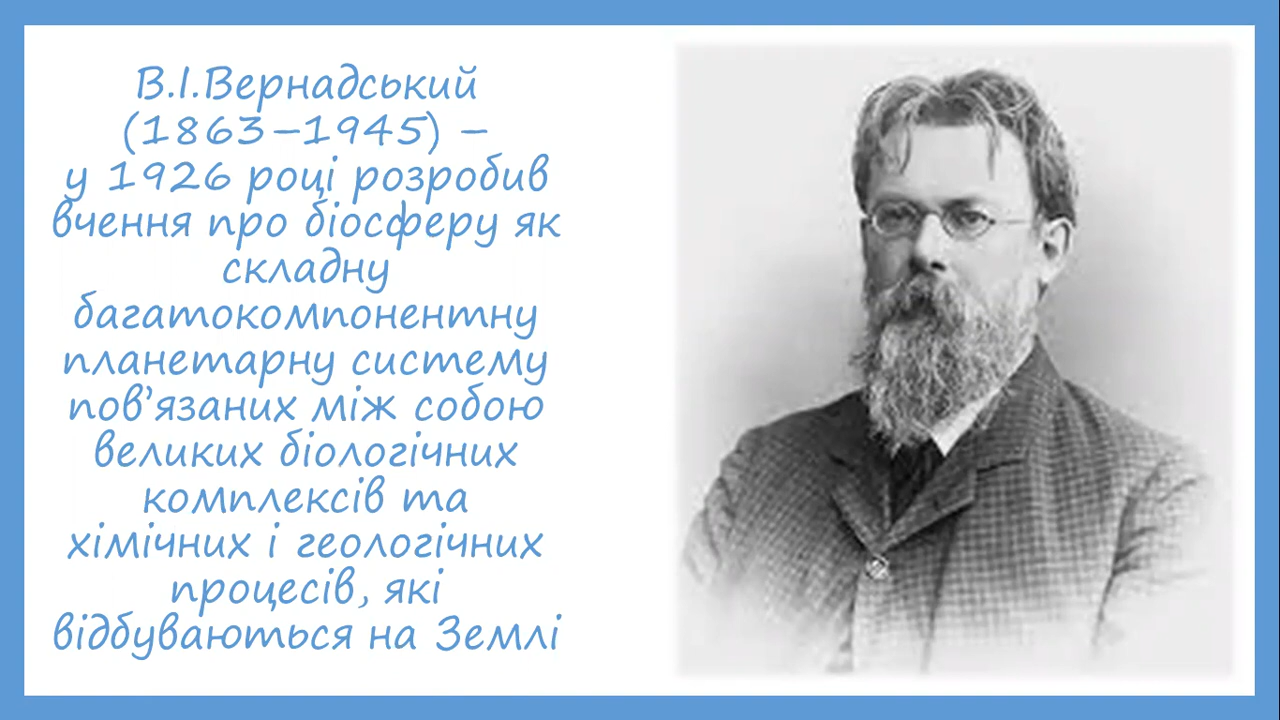 В.І.Вернадський
(1863–1945) –
у 1926 році розробив
вчення про біосферу як
складну
багатокомпонентну
планетарну систему
пов’язаних між собою
великих біологічних
комплексів та
хімічних і геологічних
процесів, які
відбуваються на Землі